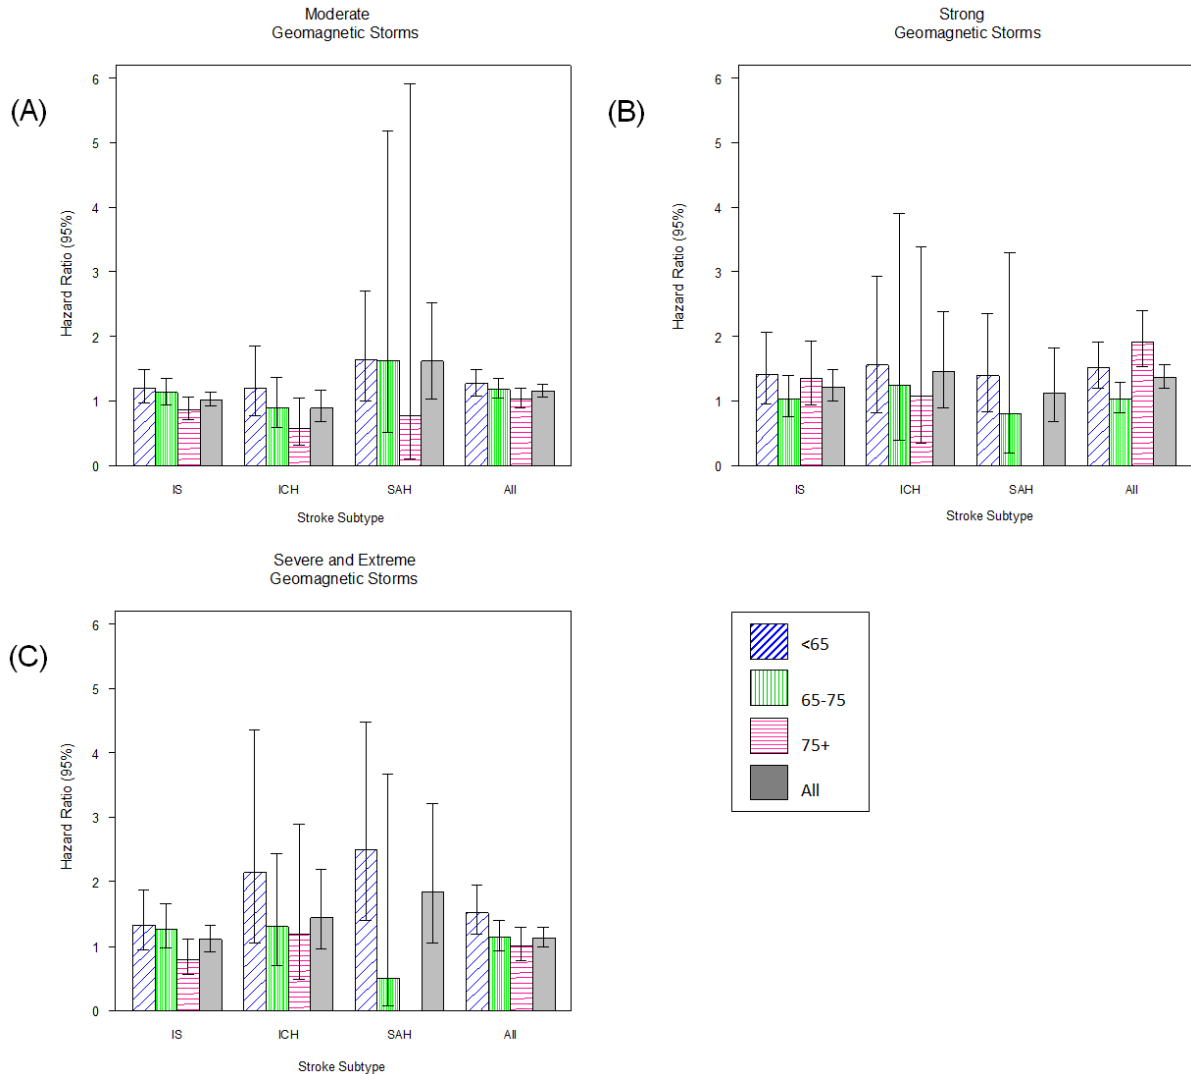 Moderate
Geomagnetic Storms
(A)
Hazard Ratio (95%)
6
5
4
3
2
1
0
IS ICH SAH All
Stroke Subtype
Strong
Geomagnetic Storms
(B)
Hazard Ratio (95%)
6
5
4
3
2
1
0
IS ICH SAH All
Stroke Subtype
Severe and Extreme
Geomagnetic Storms
(C)
Hazard Ratio (95%)
6
5
4
3
2
1
0
IS ICH SAH All
Stroke Subtype
<65
65-75
75+
All